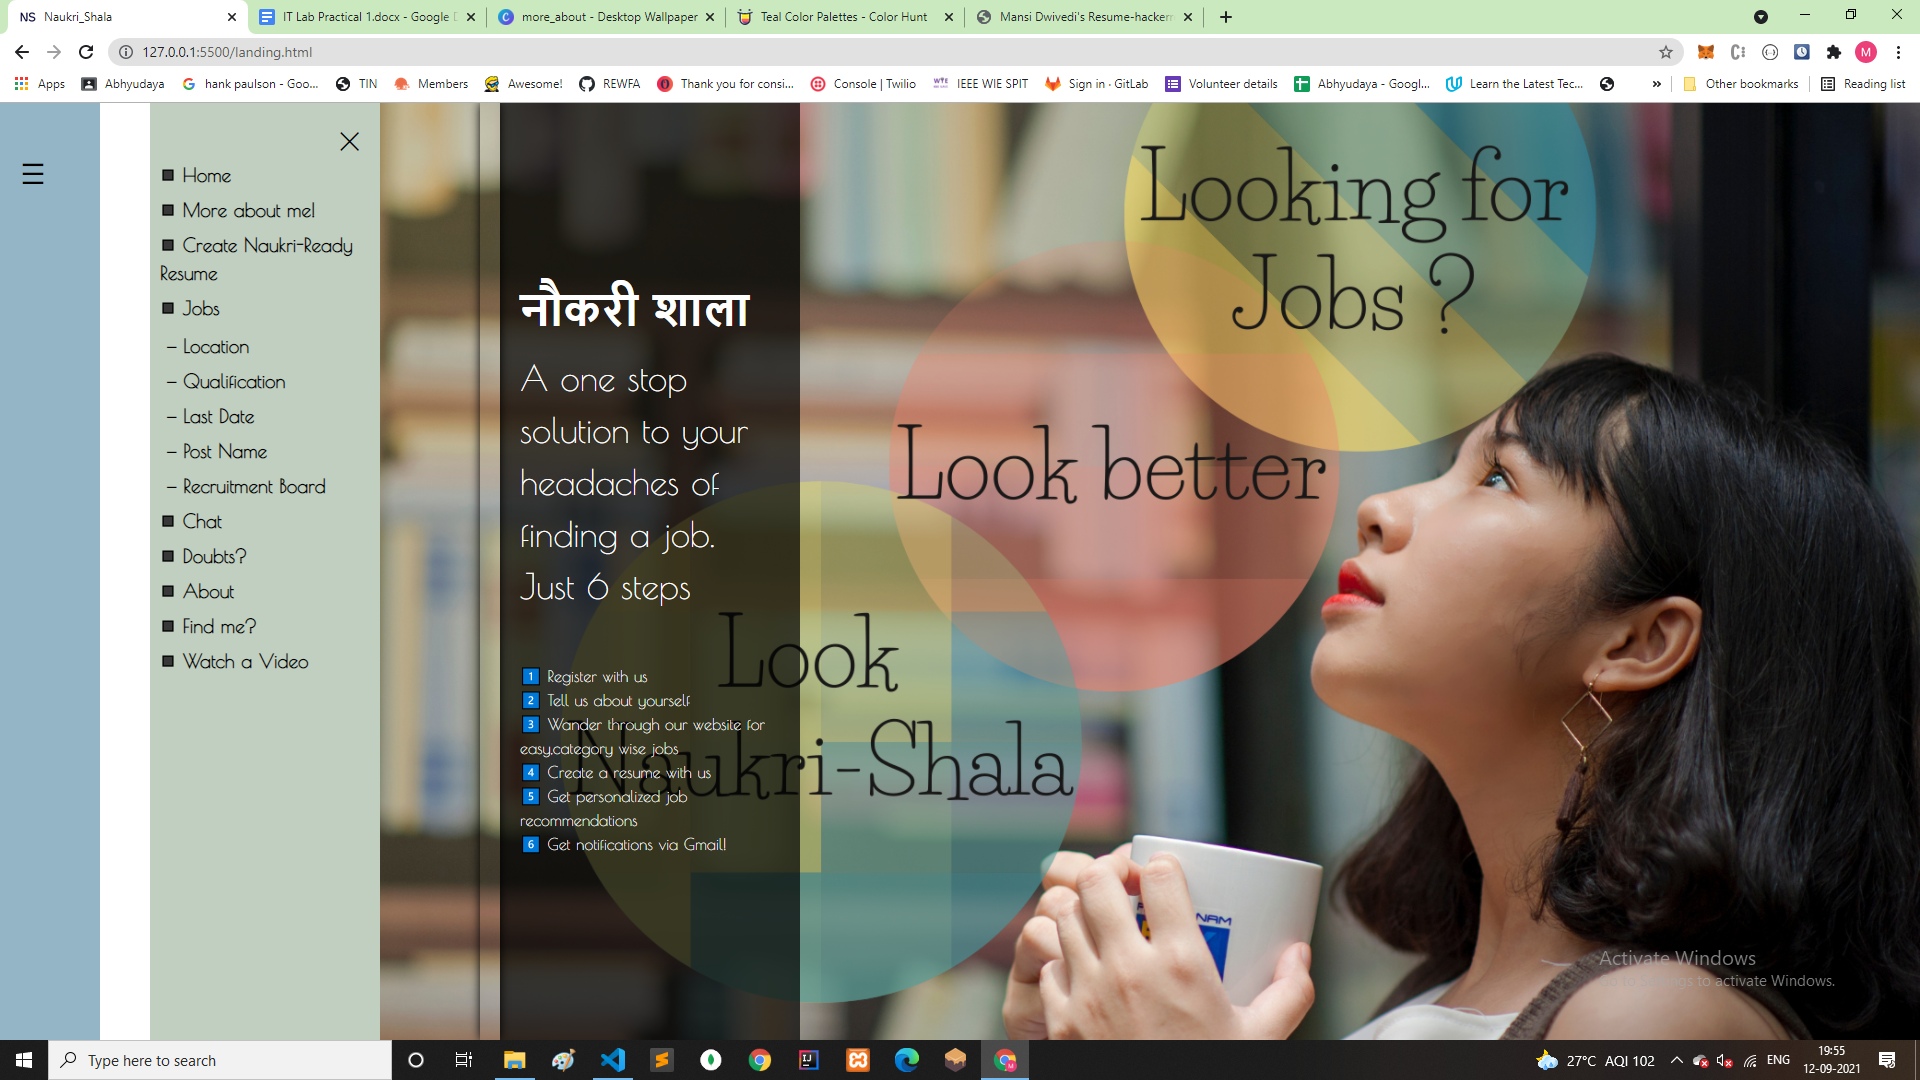 NS Naukri_Shala
IT Lab Practical 1.docx - Google D
more_about - Desktop Wallpaper
Teal Color Palettes - Color Hunt
Mansi Dwivedi's Resume-hackerr
127.0.0.1:5500/landing.html
M
Apps
Abhyudaya
hank paulson - Goo...
TIN
Members
Awesome!
REWFA
Thank you for consi...
Console | Twilio
IEEE WIE SPIT
Sign in · GitLab
Volunteer details
Abhyudaya - Googl...
Learn the Latest Tec...
»
Other bookmarks
Reading list
Home
More about me!
Create Naukri-Ready
Resume
Jobs
– Location
– Qualification
– Last Date
– Post Name
– Recruitment Board
Chat
Doubts?
About
Find me?
Watch a Video
नौकरी शाला
A one stop
solution to your
headaches of
finding a job.
Just 6 steps
1 Register with us
2 Tell us about yourself
3 Wander through our website for
easy,category wise jobs
4 Create a resume with us
5 Get personalized job
recommendations
6 Get notifications via Gmail!
Looking for
Jobs ?
Look better
Look
Naukri-Shala
NAM
Activate Windows
to activate Windows.
Type here to search
27°C AQI 102
ENG
19:55
12-09-2021